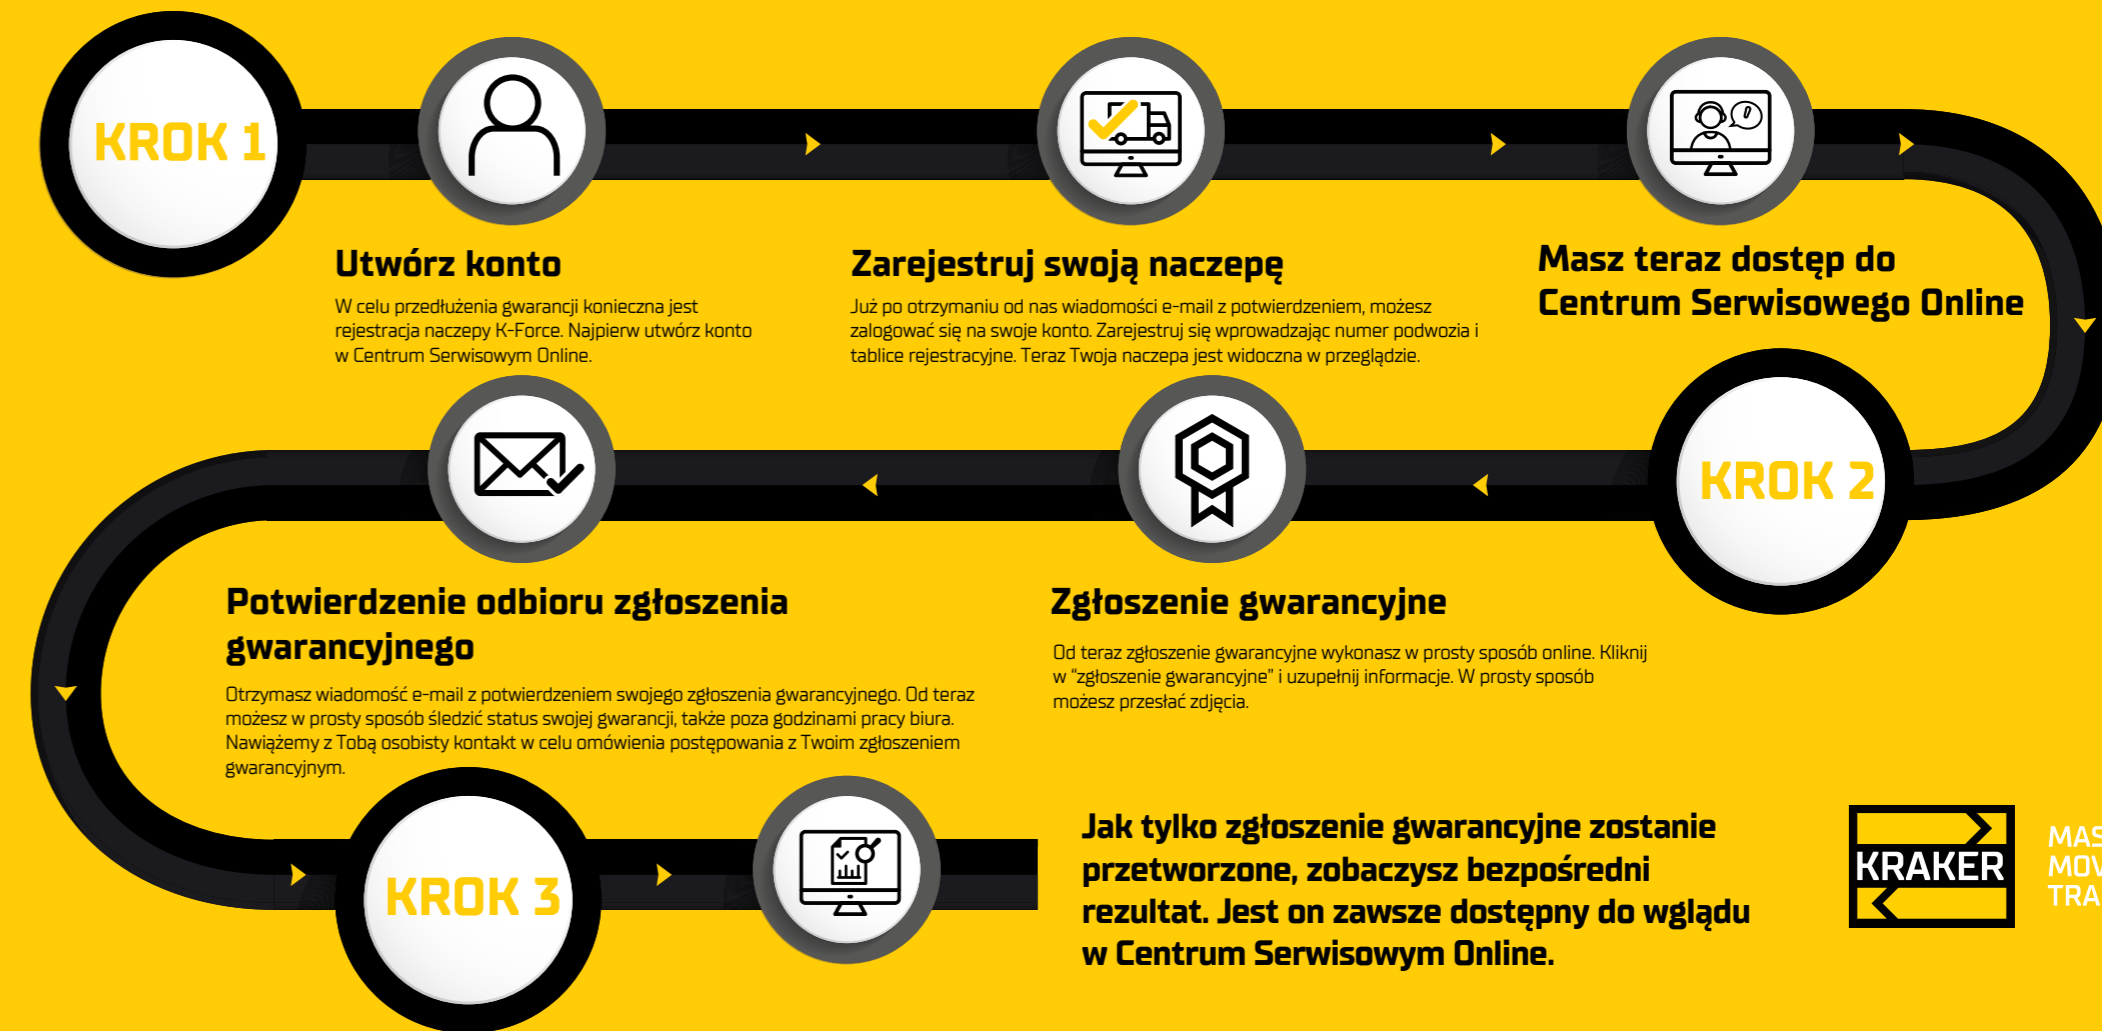 KROK 1
Utwórz konto
W celu przedłużenia gwarancji konieczna jest
rejestracja naczepy K-Force. Najpierw utwórz konto
w Centrum Serwisowym Online.
Zarejestruj swoją naczepę
Już po otrzymaniu od nas wiadomości e-mail z potwierdzeniem, możesz
zalogować się na swoje konto. Zarejestruj się wprowadzając numer podwozia i
tablice rejestracyjne. Teraz Twoja naczepa jest widoczna w przeglądzie.
Masz teraz dostęp do
Centrum Serwisowego Online
KROK 2
Zgłoszenie gwarancyjne
Od teraz zgłoszenie gwarancyjne wykonasz w prosty sposób online. Kliknij
w "zgłoszenie gwarancyjne" i uzupełnij informacje. W prosty sposób
możesz przesłać zdjęcia.
Potwierdzenie odbioru zgłoszenia
gwarancyjnego
Otrzymasz wiadomość e-mail z potwierdzeniem swojego zgłoszenia gwarancyjnego. Od teraz
możesz w prosty sposób śledzić status swojej gwarancji, także poza godzinami pracy biura.
Nawiążemy z Tobą osobisty kontakt w celu omówienia postępowania z Twoim zgłoszeniem
gwarancyjnym.
KROK 3
Jak tylko zgłoszenie gwarancyjne zostanie
przetworzone, zobaczysz bezpośredni
rezultat. Jest on zawsze dostępny do wglądu
w Centrum Serwisowym Online.
KRAKER